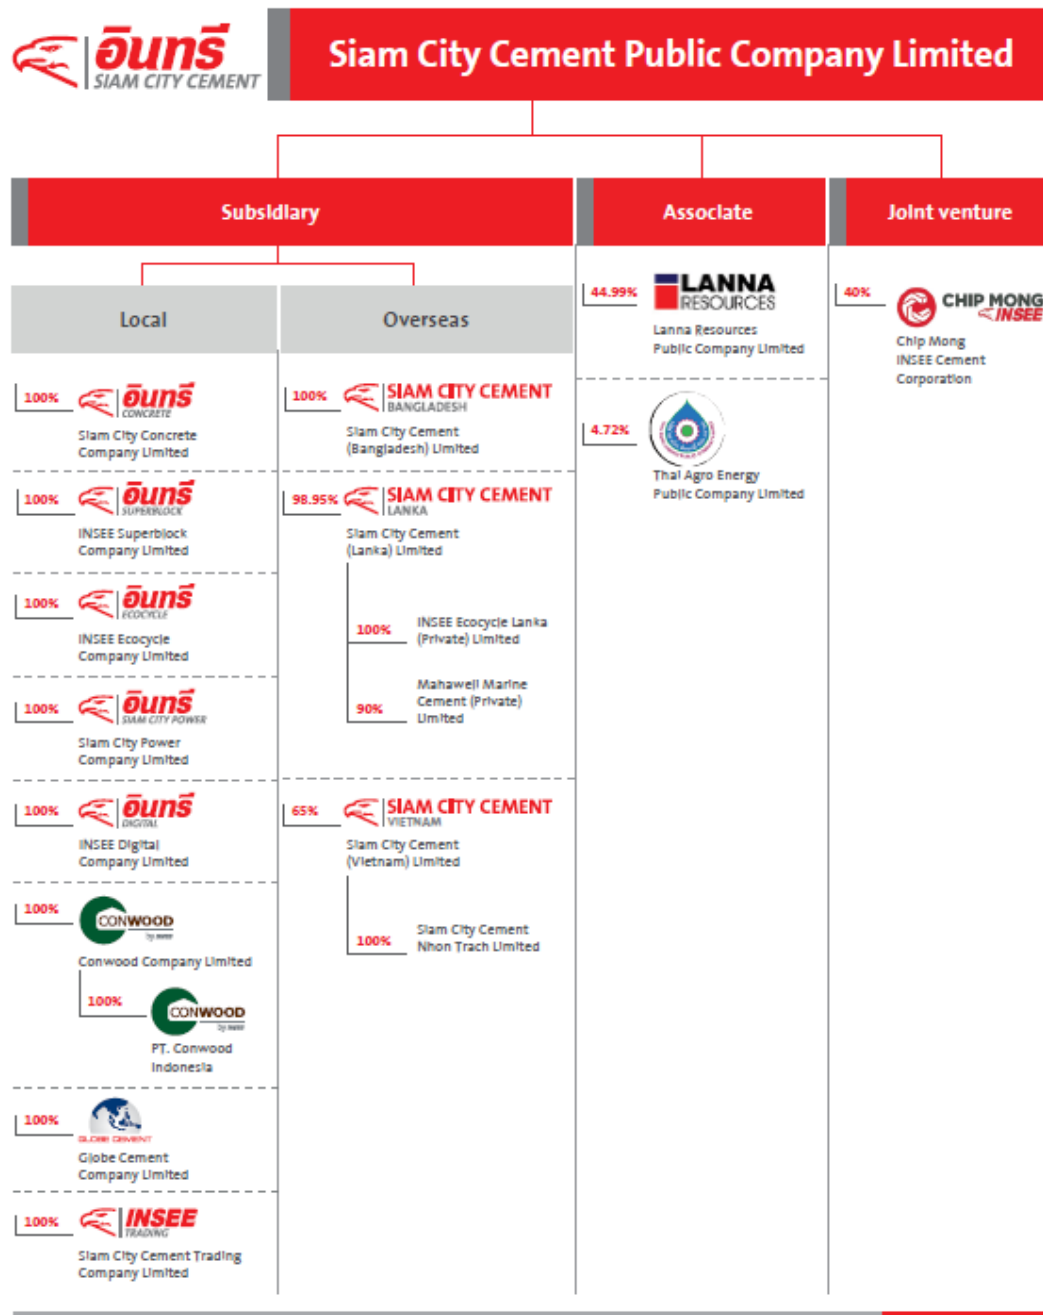 อินทรี
SIAM CITY CEMENT
Siam City Cement Public Company Limited
Subsidiary
Associate
Joint venture
Local
Overseas
100%
อินทรี
CONCRETE
Siam City Concrete
Company Limited
100%
อินทรี
SUPERBLOCK
INSEE Superblock
Company Limited
100%
อินทรี
ECOCYCLE
INSEE Ecocycle
Company Limited
100%
อินทรี
SIAM CITY POWER
Siam City Power
Company Limited
100%
อินทรี
DIGITAL
INSEE Digital
Company Limited
100%
CONWOOD
by INSEE
Conwood Company Limited
100%
CONWOOD
by INSEE
PT. Conwood
Indonesia
100%
GLOBE CEMENT
Globe Cement
Company Limited
100%
INSEE
TRADING
Siam City Cement Trading
Company Limited
100%
SIAM CITY CEMENT
BANGLADESH
Siam City Cement
(Bangladesh) Limited
98.95%
SIAM CITY CEMENT
LANKA
Siam City Cement
(Lanka) Limited
100%
INSEE Ecocycle Lanka
(Private) Limited
90%
Mahaweli Marine
Cement (Private)
Limited
65%
SIAM CITY CEMENT
VIETNAM
Siam City Cement
(Vietnam) Limited
100%
Siam City Cement
Nhon Trach Limited
44.99%
LANNA
RESOURCES
Lanna Resources
Public Company Limited
4.72%
Thai Agro Energy
Public Company Limited
40%
CHIP MONG
INSEE
Chip Mong
INSEE Cement
Corporation